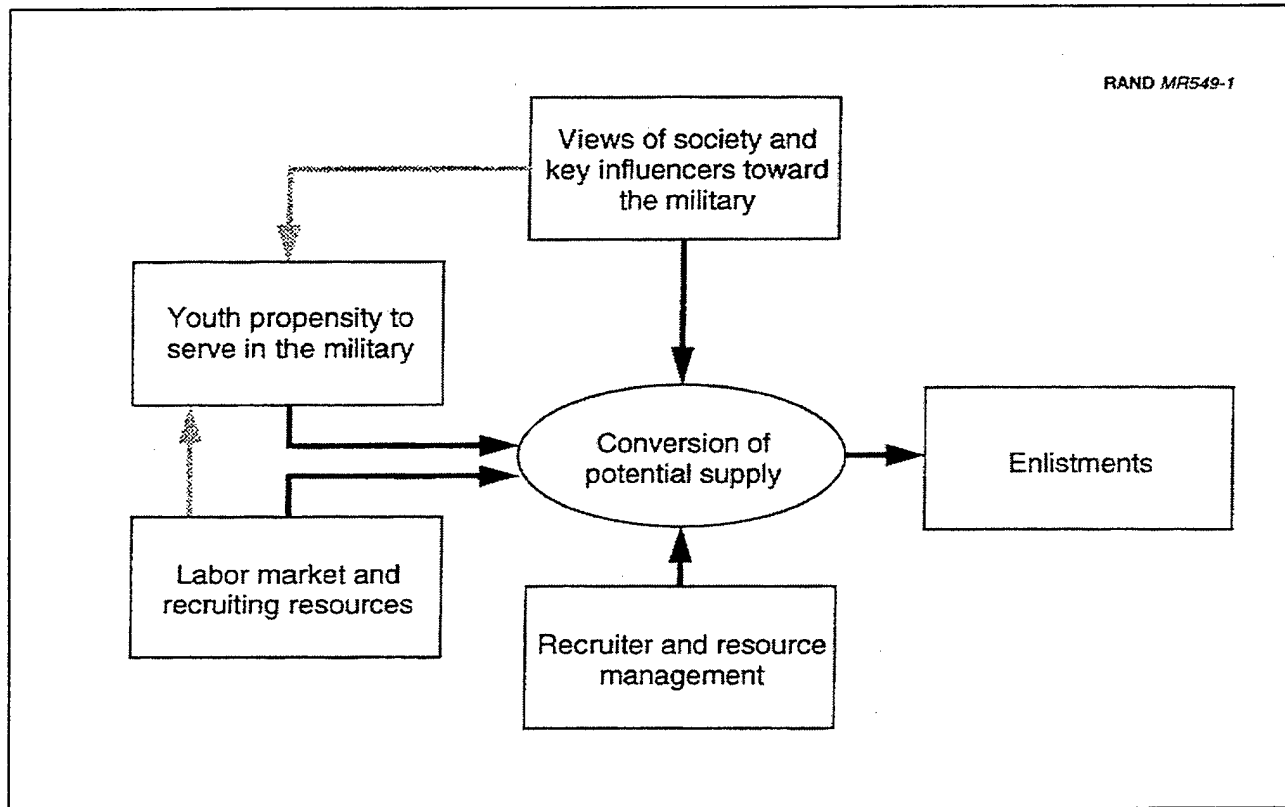 RAND MR549-1
Views of society and
key influencers toward
the military
Youth propensity to
serve in the military
Conversion of
potential supply
Enlistments
Labor market and
recruiting resources
Recruiter and resource
management